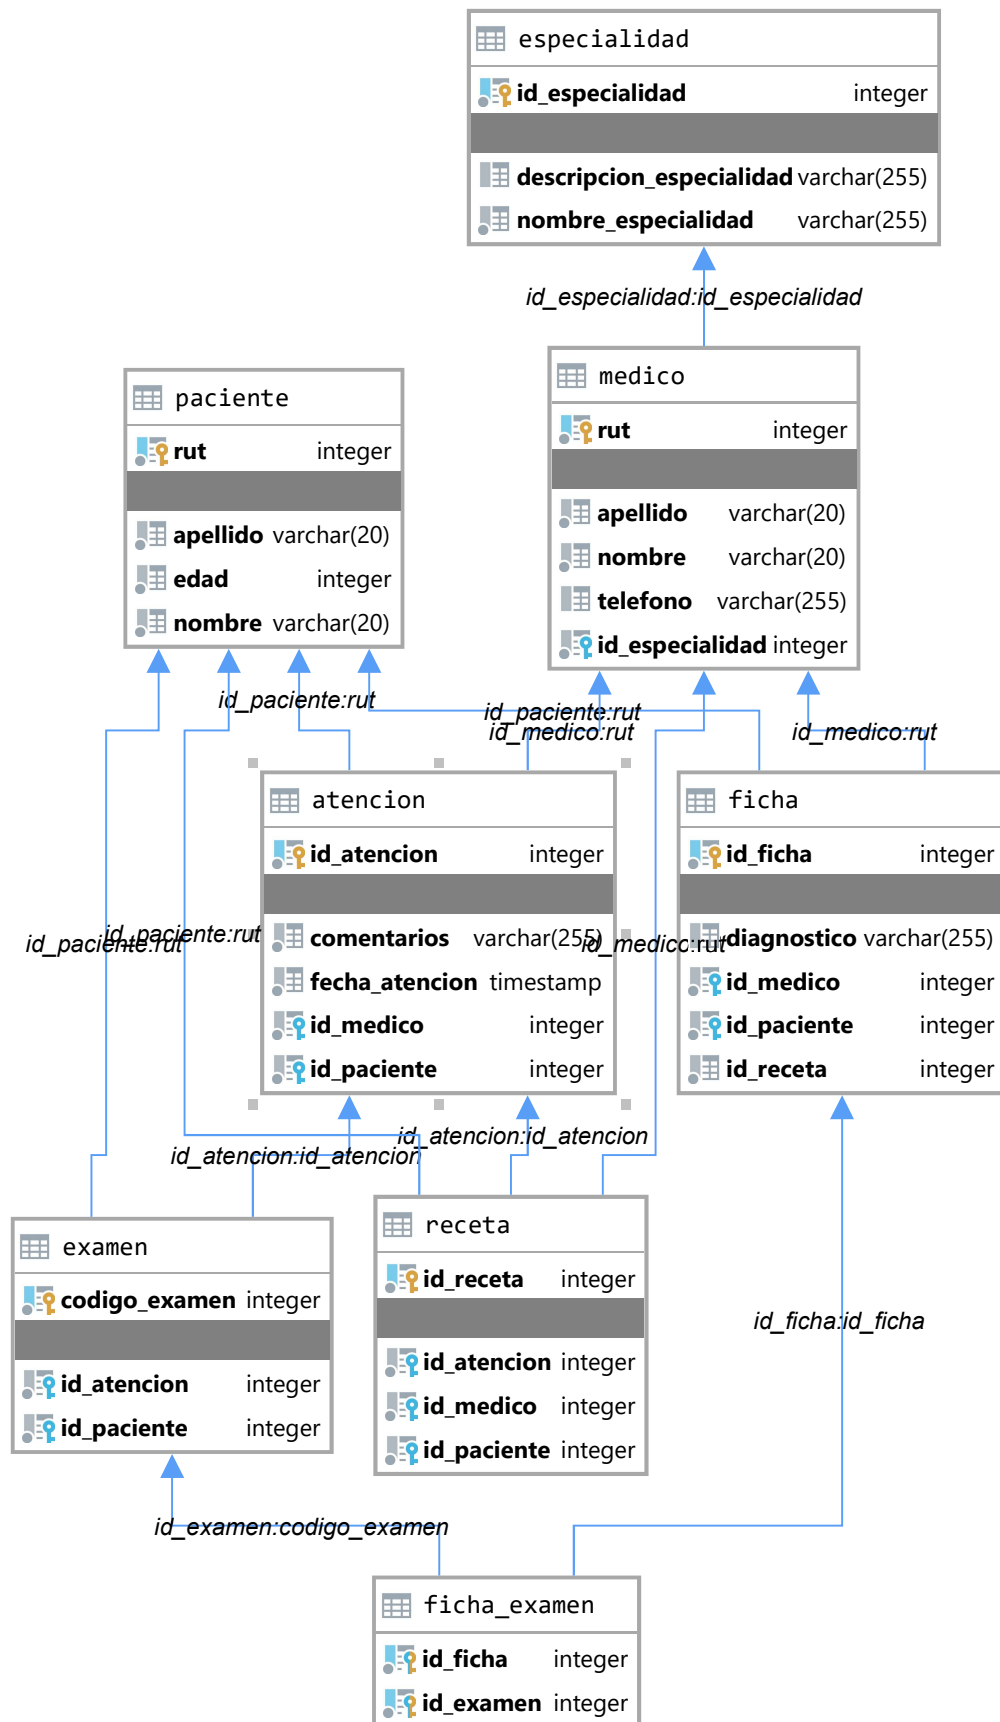 especialidad
id_especialidad integer
descripcion_especialidad varchar(255)
nombre_especialidad varchar(255)
id_especialidad:id_especialidad
paciente
rut integer
apellido varchar(20)
edad integer
nombre varchar(20)
medico
rut integer
apellido varchar(20)
nombre varchar(20)
telefono varchar(255)
id_especialidad integer
id_paciente:rut
id_paciente:rut
id_medico:rut
id_medico:rut
atencion
id_atencion integer
comentarios varchar(255)
fecha_atencion timestamp
id_medico integer
id_paciente integer
ficha
id_ficha integer
diagnostico varchar(255)
id_medico integer
id_paciente integer
id_receta integer
id_paciente:rut
id_paciente:rut
id_medico:rut
id_atencion:id_atencion
id_atencion:id_atencion
examen
codigo_examen integer
id_atencion integer
id_paciente integer
receta
id_receta integer
id_atencion integer
id_medico integer
id_paciente integer
id_ficha:id_ficha
id_examen:codigo_examen
ficha_examen
id_ficha integer
id_examen integer